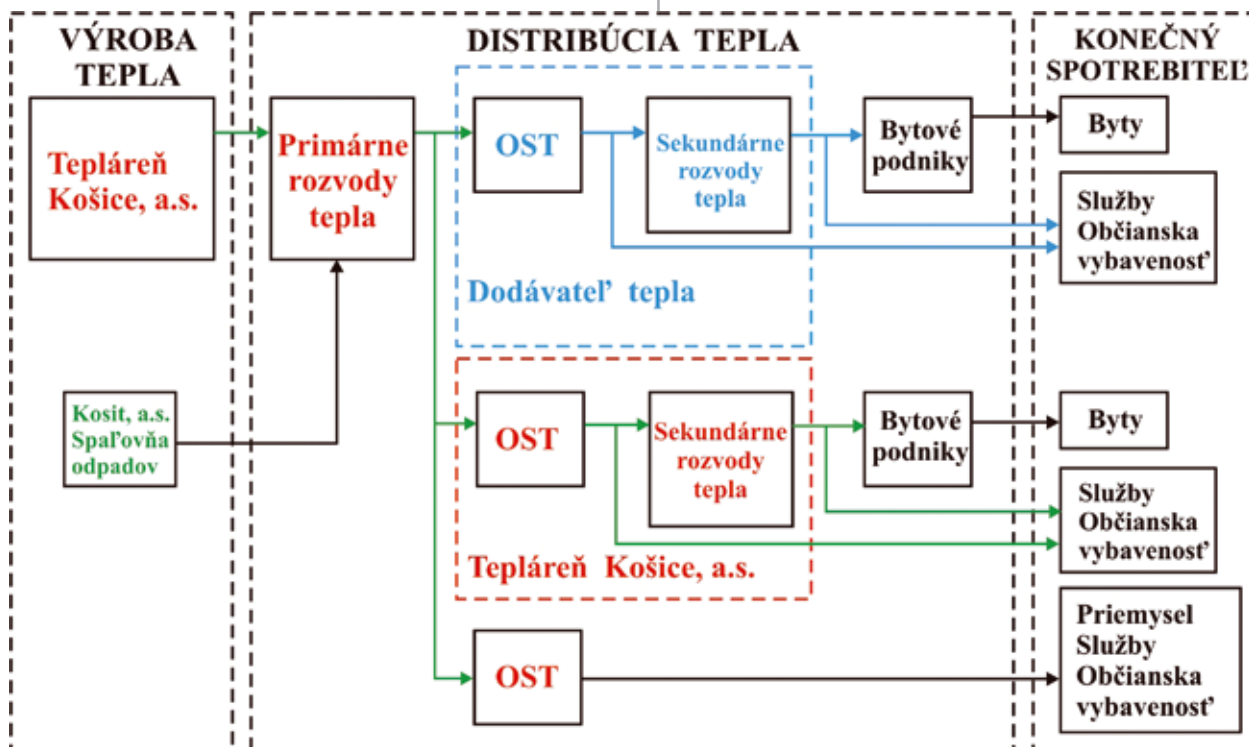 VÝROBA
TEPLA
DISTRIBÚCIA TEPLA
KONEČNÝ
SPOTREBITEĽ
Tepláreň
Košice, a.s.
Primárne
rozvody
tepla
OST
Sekundárne
rozvody
tepla
Bytové
podniky
Byty
Služby
Občianska
vybavenosť
Dodávateľ tepla
Kosit, a.s.
Spaľovňa
odpadov
OST
Sekundárne
rozvody
tepla
Bytové
podniky
Byty
Služby
Občianska
vybavenosť
Tepláreň Košice, a.s.
OST
Priemysel
Služby
Občianska
vybavenosť